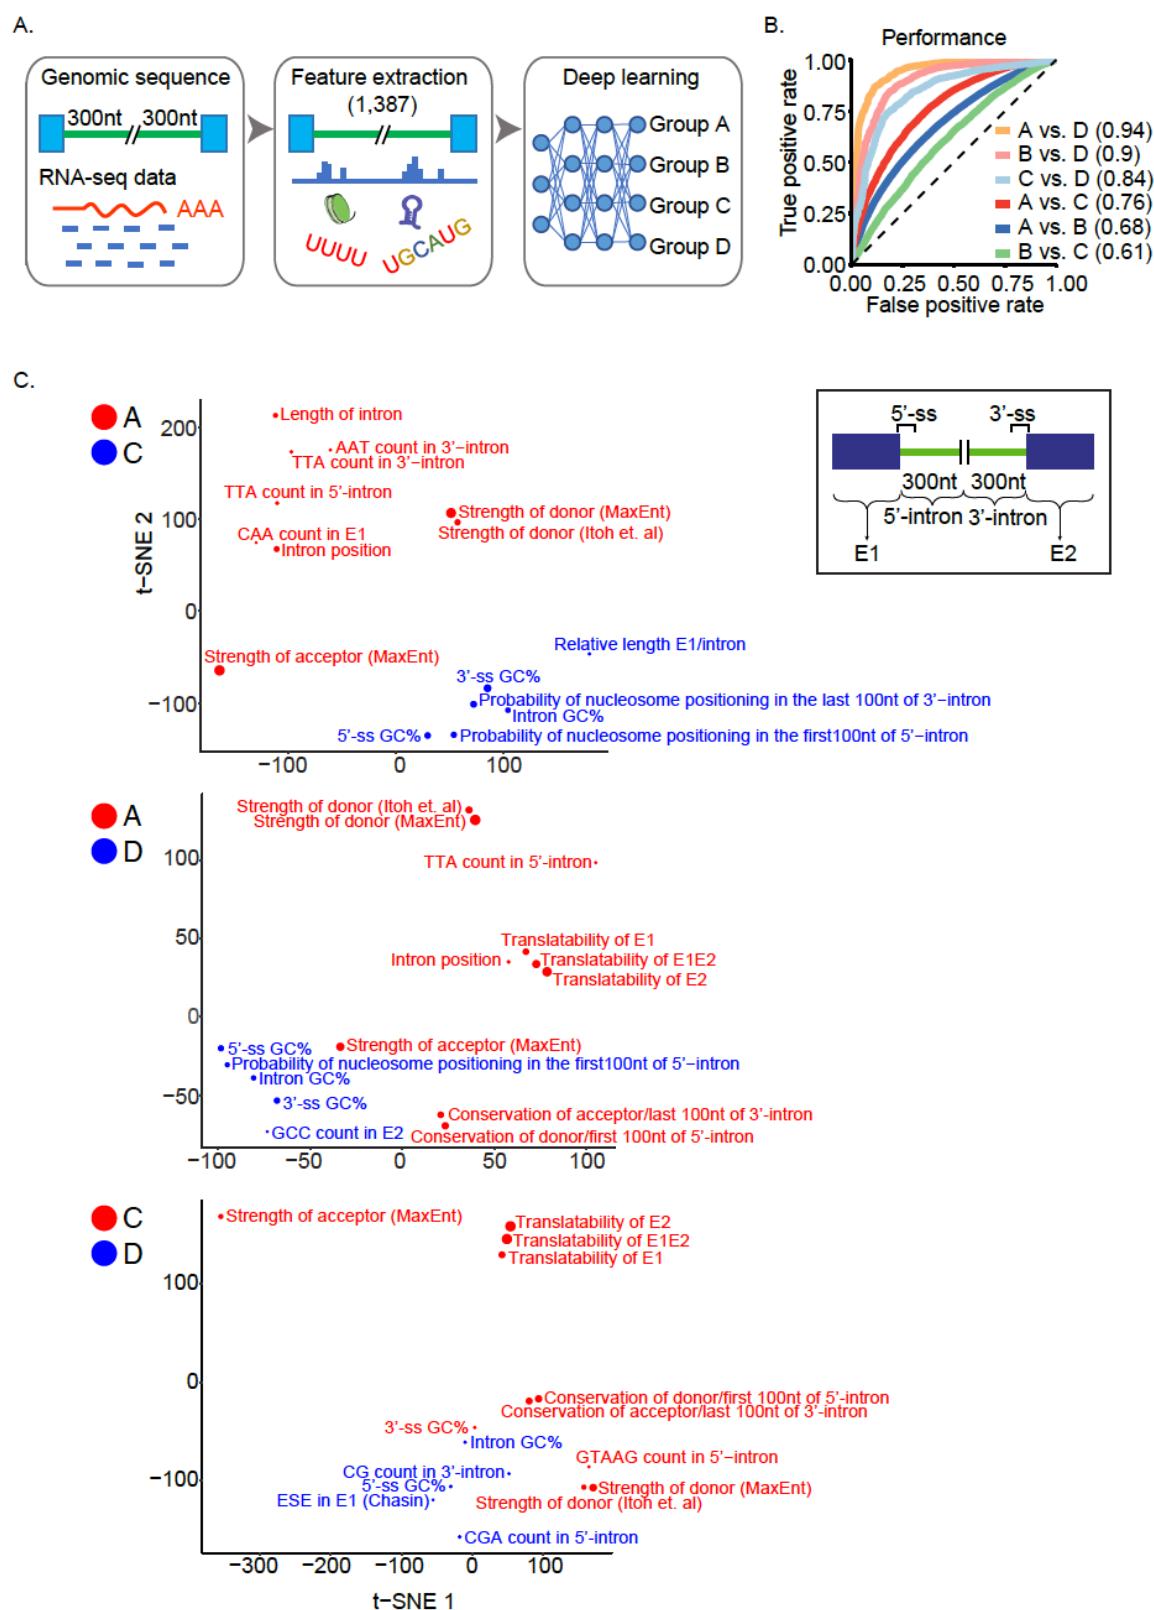 A.
Genomic sequence
300nt
300nt
RNA-seq data
AAA
Feature extraction
(1,387)
UUUU
UGCAUG
Deep learning
Group A
Group B
Group C
Group D
B.
Performance
True positive rate
1.00
0.75
0.50
0.25
0.00
0.00 0.25 0.50 0.75 1.00
False positive rate
A vs. D (0.94)
B vs. D (0.9)
C vs. D (0.84)
A vs. C (0.76)
A vs. B (0.68)
B vs. C (0.61)
C.
A
C
t−SNE 2
200
100
0
−100
−100 0 100
Length of intron
AAT count in 3'−intron
TTA count in 3'−intron
TTA count in 5'-intron
Strength of donor (MaxEnt)
Strength of donor (Itoh et. al)
CAA count in E1
Intron position
Relative length E1/intron
Strength of acceptor (MaxEnt)
3'−ss GC%
Probability of nucleosome positioning in the last 100nt of 3'−intron
Intron GC%
5'−ss GC%
Probability of nucleosome positioning in the first100nt of 5'−intron
5'-ss
3'-ss
300nt
300nt
5'-intron
3'-intron
E1
E2
A
D
100
50
0
−50
−100 −50 0 50 100
Strength of donor (Itoh et. al)
Strength of donor (MaxEnt)
TTA count in 5'-intron
Translatability of E1
Intron position
Translatability of E1E2
Translatability of E2
Strength of acceptor (MaxEnt)
5'−ss GC%
Probability of nucleosome positioning in the first100nt of 5'−intron
Intron GC%
3'−ss GC%
Conservation of acceptor/last 100nt of 3'-intron
GCC count in E2
Conservation of donor/first 100nt of 5'-intron
C
D
100
0
−100
−300 −200 −100 0 100
t−SNE 1
Strength of acceptor (MaxEnt)
Translatability of E2
Translatability of E1E2
Translatability of E1
Conservation of donor/first 100nt of 5'-intron
Conservation of acceptor/last 100nt of 3'-intron
3'−ss GC%
Intron GC%
GTAAG count in 5'−intron
CG count in 3'-intron
5'−ss GC%
Strength of donor (MaxEnt)
ESE in E1 (Chasin)
Strength of donor (Itoh et. al)
CGA count in 5'-intron